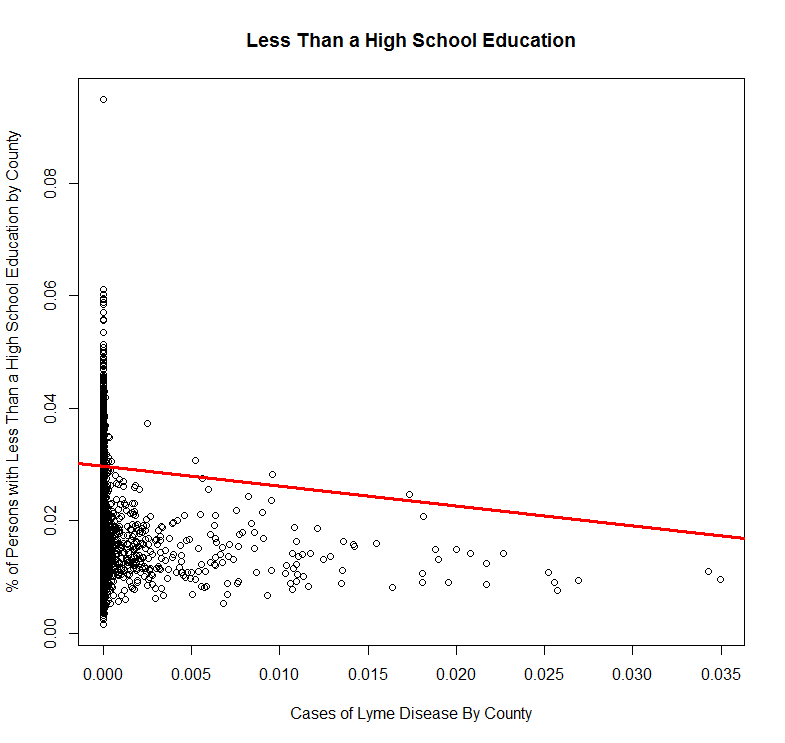 Less Than a High School Education
% of Persons with Less Than a High School Education by County
0.08
0.06
0.04
0.02
0.00
0.000 0.005 0.010 0.015 0.020 0.025 0.030 0.035
Cases of Lyme Disease By County